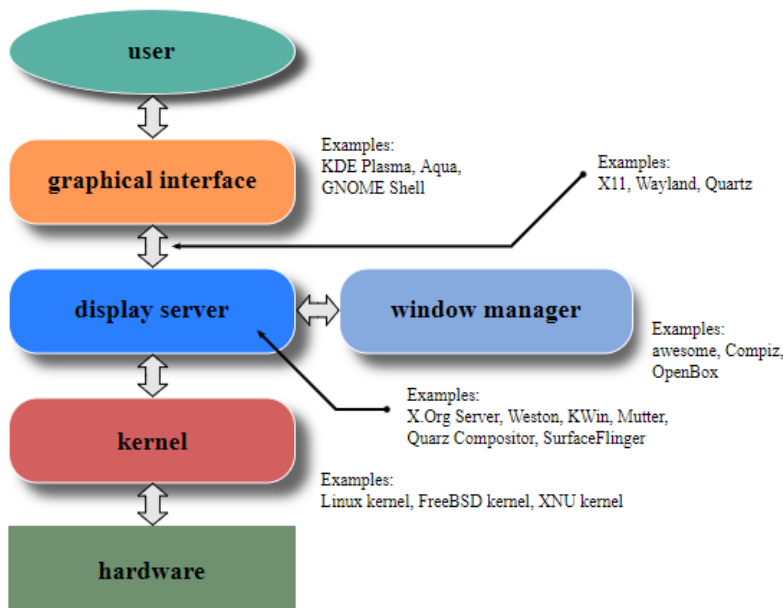 user
graphical interface
Examples:
KDE Plasma, Aqua,
GNOME Shell
Examples:
X11, Wayland, Quartz
display server
window manager
Examples:
awesome, Compiz,
OpenBox
Examples:
X.Org Server, Weston, KWin, Mutter,
Quarz Compositor, SurfaceFlinger
kernel
Examples:
Linux kernel, FreeBSD kernel, XNU kernel
hardware